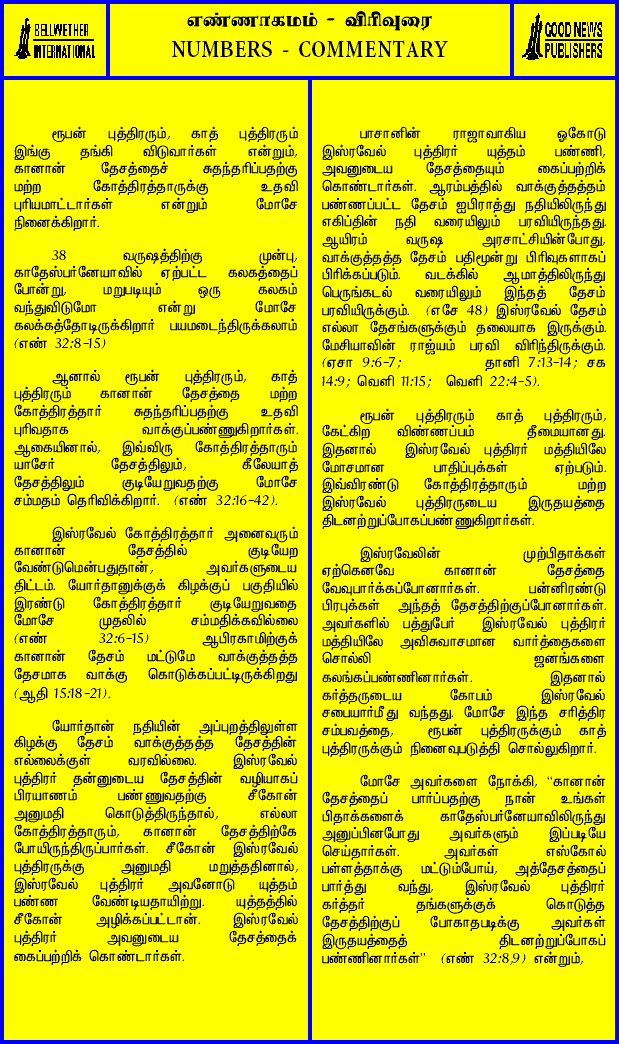 BELLWETHER
INTERNATIONAL
எண்ணாகமம் - விரிவுரை
NUMBERS - COMMENTARY
GOOD NEWS
PUBLISHERS
ரூபன் புத்திரரும், காத் புத்திரரும்
இங்கு தங்கி விடுவார்கள் என்றும்,
கானான் தேசத்தைச் சுதந்தரிப்பதற்கு
மற்ற கோத்திரத்தாருக்கு உதவி
புரியமாட்டார்கள் என்றும் மோசே
நினைக்கிறார்.
38 வருஷத்திற்கு முன்பு,
காதேஸ்பர்னேயாவில் ஏற்பட்ட கலகத்தைப்
போன்று, மறுபடியும் ஒரு கலகம்
வந்துவிடுமோ என்று மோசே
கலக்கத்தோடிருக்கிறார் பயமடைந்திருக்கலாம்
(எண் 32:8-15)
ஆனால் ரூபன் புத்திரரும், காத்
புத்திரரும் கானான் தேசத்தை மற்ற
கோத்திரத்தார் சுதந்தரிப்பதற்கு உதவி
புரிவதாக வாக்குப்பண்ணுகிறார்கள்.
ஆகையினால், இவ்விரு கோத்திரத்தாரும்
யாசேர் தேசத்திலும், கீலேயாத்
தேசத்திலும் குடியேறுவதற்கு மோசே
சம்மதம் தெரிவிக்கிறார். (எண் 32:16-42).
இஸ்ரவேல் கோத்திரத்தார் அனைவரும்
கானான் தேசத்தில் குடியேற
வேண்டுமென்பதுதான், அவர்களுடைய
திட்டம். யோர்தானுக்குக் கிழக்குப் பகுதியில்
இரண்டு கோத்திரத்தார் குடியேறுவதை
மோசே முதலில் சம்மதிக்கவில்லை
(எண் 32:6-15) ஆபிரகாமிற்குக்
கானான் தேசம் மட்டுமே வாக்குத்தத்த
தேசமாக வாக்கு கொடுக்கப்பட்டிருக்கிறது
(ஆதி 15:18-21).
யோர்தான் நதியின் அப்புறத்திலுள்ள
கிழக்கு தேசம் வாக்குத்தத்த தேசத்தின்
எல்லைக்குள் வரவில்லை. இஸ்ரவேல்
புத்திரர் தன்னுடைய தேசத்தின் வழியாகப்
பிரயாணம் பண்ணுவதற்கு சீகோன்
அனுமதி கொடுத்திருந்தால், எல்லா
கோத்திரத்தாரும், கானான் தேசத்திற்கே
போயிருந்திருப்பார்கள். சீகோன் இஸ்ரவேல்
புத்திரருக்கு அனுமதி மறுத்ததினால்,
இஸ்ரவேல் புத்திரர் அவனோடு யுத்தம்
பண்ண வேண்டியதாயிற்று. யுத்தத்தில்
சீகோன் அழிக்கப்பட்டான். இஸ்ரவேல்
புத்திரர் அவனுடைய தேசத்தைக்
கைப்பற்றிக் கொண்டார்கள்.
பாசானின் ராஜாவாகிய ஓகோடு
இஸ்ரவேல் புத்திரர் யுத்தம் பண்ணி,
அவனுடைய தேசத்தையும் கைப்பற்றிக்
கொண்டார்கள். ஆரம்பத்தில் வாக்குத்தத்தம்
பண்ணப்பட்ட தேசம் ஐபிராத்து நதியிலிருந்து
எகிப்தின் நதி வரையிலும் பரவியிருந்தது.
ஆயிரம் வருஷ அரசாட்சியின்போது,
வாக்குத்தத்த தேசம் பதிமூன்று பிரிவுகளாகப்
பிரிக்கப்படும். வடக்கில் ஆமாத்திலிருந்து
பெருங்கடல் வரையிலும் இந்தத் தேசம்
பரவியிருக்கும். (எசே 48) இஸ்ரவேல் தேசம்
எல்லா தேசங்களுக்கும் தலையாக இருக்கும்.
மேசியாவின் ராஜ்யம் பரவி விரிந்திருக்கும்.
(ஏசா 9:6-7; தானி 7:13-14; சக
14:9; வெளி 11:15; வெளி 22:4-5).
ரூபன் புத்திரரும் காத் புத்திரரும்,
கேட்கிற விண்ணப்பம் தீமையானது.
இதனால் இஸ்ரவேல் புத்திரர் மத்தியிலே
மோசமான பாதிப்புக்கள் ஏற்படும்.
இவ்விரண்டு கோத்திரத்தாரும் மற்ற
இஸ்ரவேல் புத்திரருடைய இருதயத்தை
திடனற்றுப்போகப்பண்ணுகிறார்கள்.
இஸ்ரவேலின் முற்பிதாக்கள்
ஏற்கெனவே கானான் தேசத்தை
வேவுபார்க்கப்போனார்கள். பன்னிரண்டு
பிரபுக்கள் அந்தத் தேசத்திற்குப்போனார்கள்.
அவர்களில் பத்துபேர் இஸ்ரவேல் புத்திரர்
மத்தியிலே அவிசுவாசமான வார்த்தைகளை
சொல்லி ஜனங்களை
கலங்கப்பண்ணினார்கள். இதனால்
கர்த்தருடைய கோபம் இஸ்ரவேல்
சபையார்மீது வந்தது. மோசே இந்த சரித்திர
சம்பவத்தை, ரூபன் புத்திரருக்கும் காத்
புத்திரருக்கும் நினைவுபடுத்தி சொல்லுகிறார்.
மோசே அவர்களை நோக்கி, "கானான்
தேசத்தைப் பார்ப்பதற்கு நான் உங்கள்
பிதாக்களைக் காதேஸ்பர்னேயாவிலிருந்து
அனுப்பினபோது அவர்களும் இப்படியே
செய்தார்கள். அவர்கள் எஸ்கோல்
பள்ளத்தாக்கு மட்டும்போய், அத்தேசத்தைப்
பார்த்து வந்து, இஸ்ரவேல் புத்திரர்
கர்த்தர் தங்களுக்குக் கொடுத்த
தேசத்திற்குப் போகாதபடிக்கு அவர்கள்
இருதயத்தைத் திடனற்றுப்போகப்
பண்ணினார்கள்" (எண் 32:8,9) என்றும்,